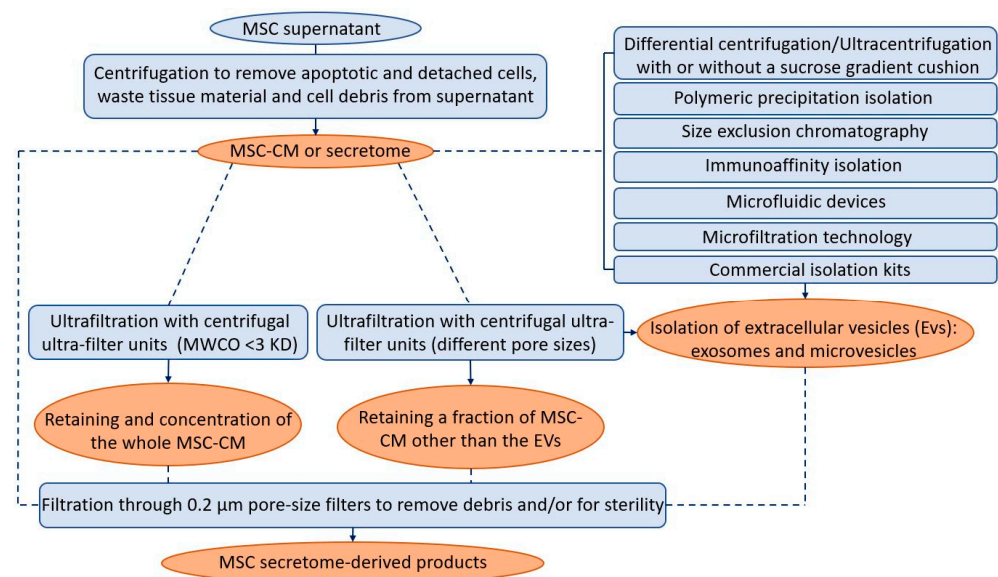 MSC supernatant
Centrifugation to remove apoptotic and detached cells,
waste tissue material and cell debris from supernatant
MSC-CM or secretome
Differential centrifugation/Ultracentrifugation
with or without a sucrose gradient cushion
Polymeric precipitation isolation
Size exclusion chromatography
Immunoaffinity isolation
Microfluidic devices
Microfiltration technology
Commercial isolation kits
Ultrafiltration with centrifugal
ultra-filter units (MWCO <3 KD)
Ultrafiltration with centrifugal ultra-
filter units (different pore sizes)
Isolation of extracellular vesicles (Evs):
exosomes and microvesicles
Retaining and concentration of
the whole MSC-CM
Retaining a fraction of MSC-
CM other than the EVs
Filtration through 0.2 µm pore-size filters to remove debris and/or for sterility
MSC secretome-derived products